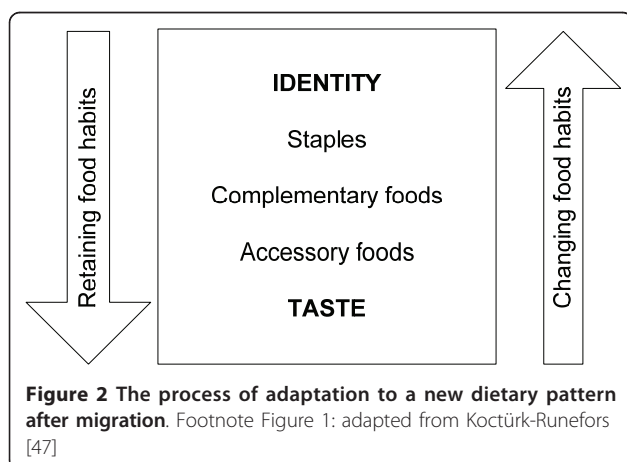 Retaining food habits
IDENTITY
Staples
Complementary foods
Accessory foods
TASTE
Changing food habits
Figure 2 The process of adaptation to a new dietary pattern
after migration. Footnote Figure 1: adapted from Koctürk-Runefors
[47]